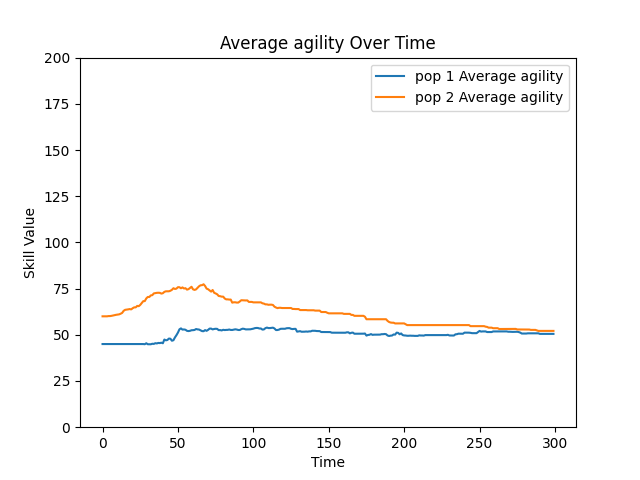 Average agility Over Time
pop 1 Average agility
pop 2 Average agility
Skill Value
200
175
150
125
100
75
50
25
0
0 50 100 150 200 250 300
Time